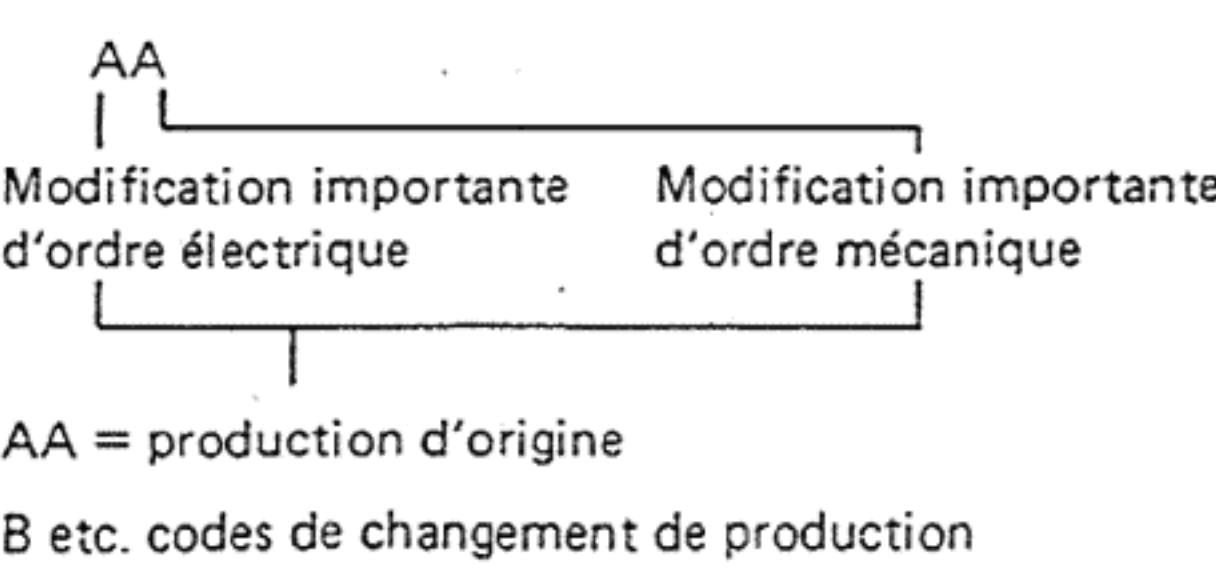 AA
Modification importante Modification importante
d'ordre électrique d'ordre mécanique
AA = production d'origine
B etc. codes de changement de production